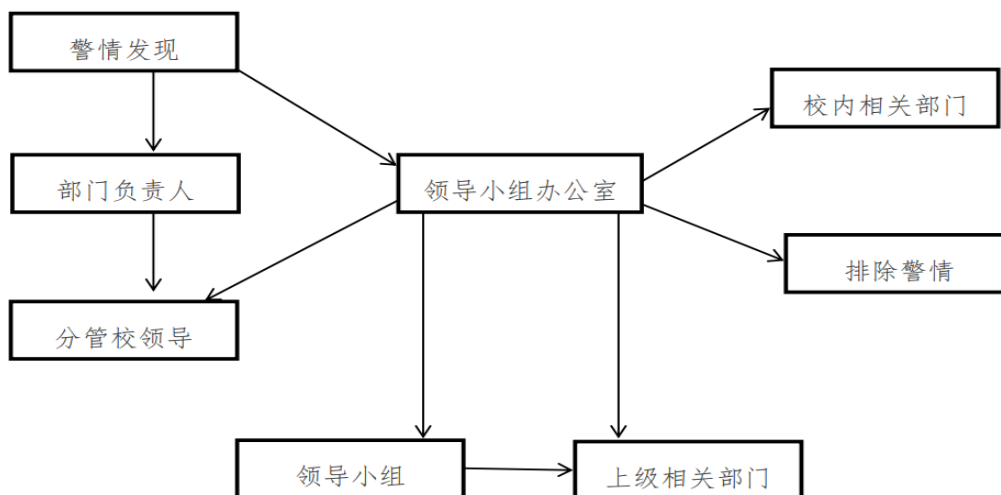 警情发现
校内相关部门
部门负责人
领导小组办公室
排除警情
分管校领导
领导小组
上级相关部门